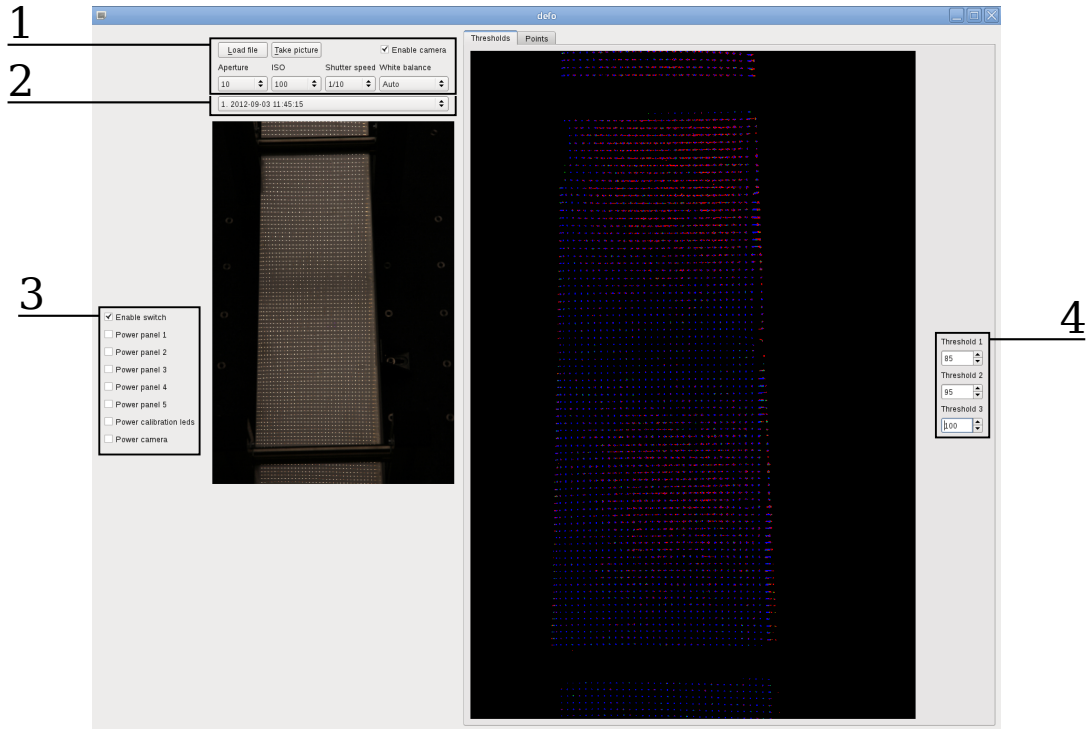 defo
1
Load file Take picture Enable camera
Aperture ISO Shutter speed White balance
10 100 1/10 Auto
2
1. 2012-09-03 11:45:15
Thresholds Points
3
Enable switch
Power panel 1
Power panel 2
Power panel 3
Power panel 4
Power panel 5
Power calibration leds
Power camera
4
Threshold 1
85
Threshold 2
95
Threshold 3
100